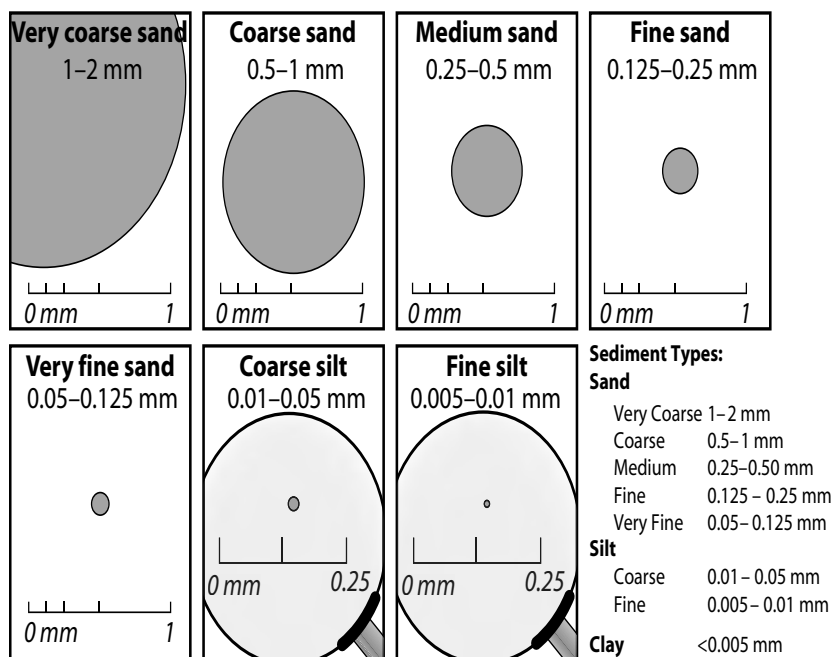 Very coarse sand
1–2 mm
0 mm 1
Coarse sand
0.5–1 mm
0 mm 1
Medium sand
0.25–0.5 mm
0 mm 1
Fine sand
0.125–0.25 mm
0 mm 1
Very fine sand
0.05–0.125 mm
0 mm 1
Coarse silt
0.01–0.05 mm
0 mm 0.25
Fine silt
0.005–0.01 mm
0 mm 0.25
Sediment Types:
Sand
Very Coarse 1–2 mm
Coarse 0.5–1 mm
Medium 0.25–0.50 mm
Fine 0.125 – 0.25 mm
Very Fine 0.05– 0.125 mm
Silt
Coarse 0.01 – 0.05 mm
Fine 0.005– 0.01 mm
Clay <0.005 mm